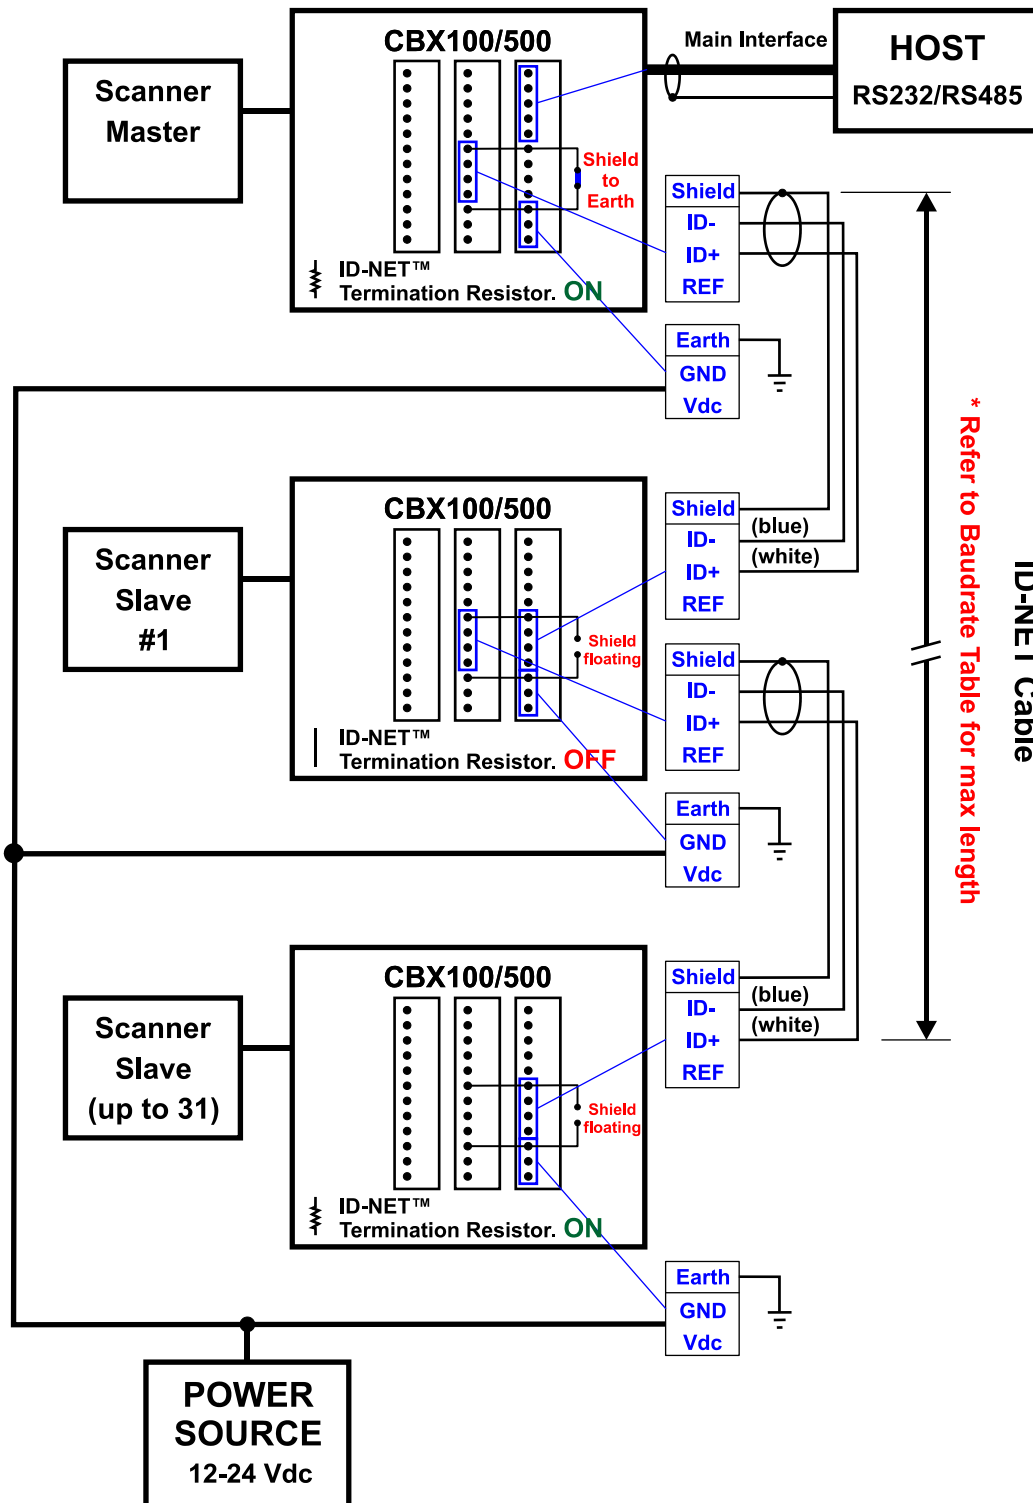 CBX100/500
Main Interface
HOST
RS232/RS485
Scanner
Master
Shield
to
Earth
ID-NET™
Termination Resistor. ON
Shield
ID-
ID+
REF
Earth
GND
Vdc
CBX100/500
Scanner
Slave
#1
Shield
floating
ID-NET™
Termination Resistor. OFF
Shield
ID-
(blue)
ID+
(white)
REF
Shield
ID-
ID+
REF
Earth
GND
Vdc
* Refer to Baudrate Table for max length
ID-NET Cable
CBX100/500
Scanner
Slave
(up to 31)
Shield
floating
ID-NET™
Termination Resistor. ON
Shield
ID-
(blue)
ID+
(white)
REF
Earth
GND
Vdc
POWER
SOURCE
12-24 Vdc